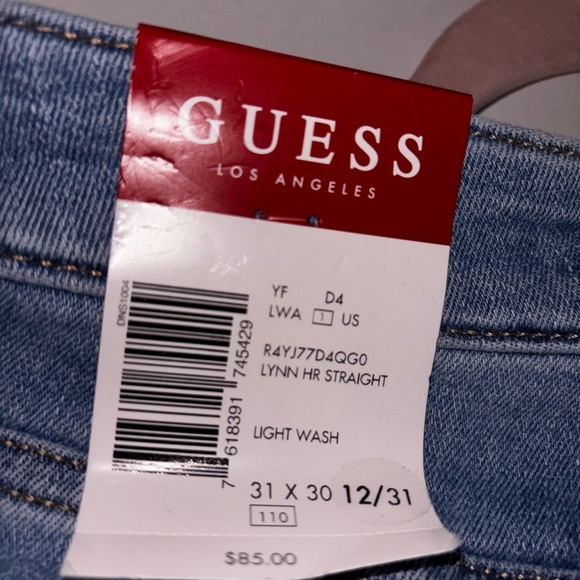 GUESS
LOS ANGELES
DNS1004
7 618391 745429
YF D4
LWA 1 US
R4YJ77D4QG0
LYNN HR STRAIGHT
LIGHT WASH
31 X 30 12/31
110
$85.00